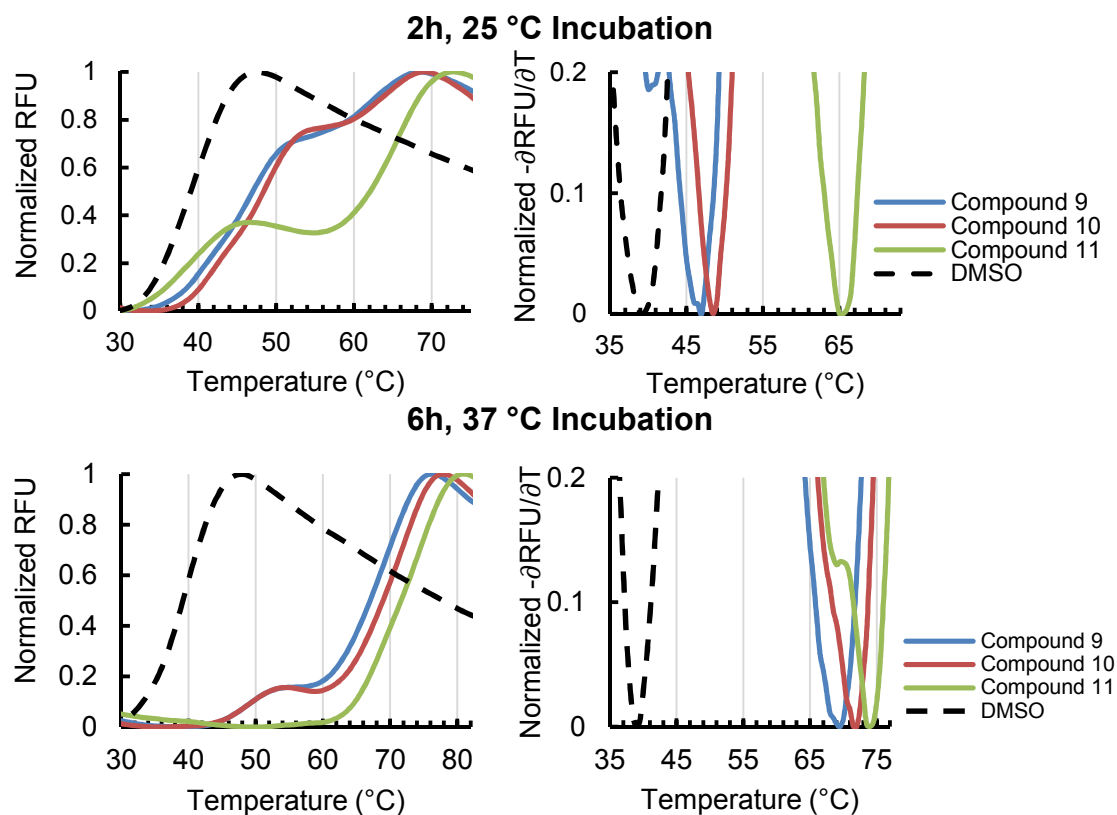 2h, 25 °C Incubation
Normalized RFU
1
0.8
0.6
0.4
0.2
0
30 40 50 60 70
Temperature (°C)
Normalized -∂RFU/∂T
0.2
0.1
0
35 45 55 65
Temperature (°C)
Compound 9
Compound 10
Compound 11
DMSO
6h, 37 °C Incubation
Normalized RFU
1
0.8
0.6
0.4
0.2
0
30 40 50 60 70 80
Temperature (°C)
Normalized -∂RFU/∂T
0.2
0.1
0
35 45 55 65 75
Temperature (°C)
Compound 9
Compound 10
Compound 11
DMSO